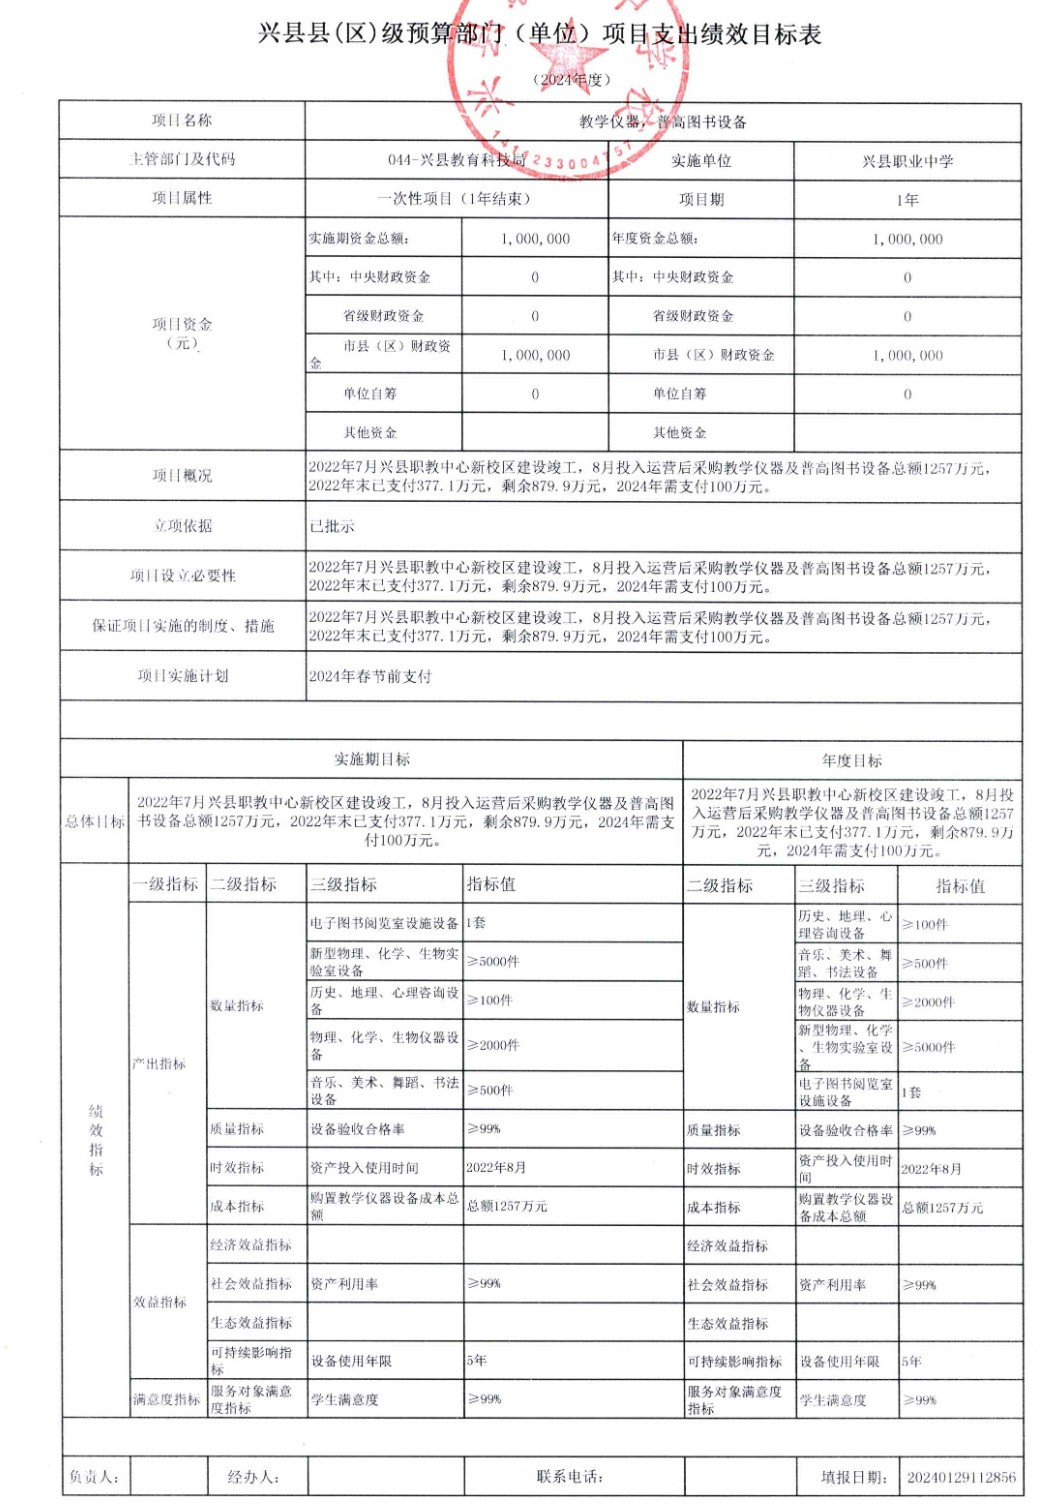 兴县县(区)级预算部门（单位）项目支出绩效目标表
（2024年度）
项目名称 教学仪器，普高图书设备
主管部门及代码 044-兴县教育科技局 实施单位 兴县职业中学
1411233004757
项目属性 一次性项目（1年结束） 项目期 1年
项目资金
（元）
实施期资金总额： 1,000,000 年度资金总额： 1,000,000
其中：中央财政资金 0 其中：中央财政资金 0
省级财政资金 0 省级财政资金 0
市县（区）财政资
金 1,000,000 市县（区）财政资金 1,000,000
单位自筹 0 单位自筹 0
其他资金 其他资金
项目概况
2022年7月兴县职教中心新校区建设竣工，8月投入运营后采购教学仪器及普高图书设备总额1257万元，
2022年末已支付377.1万元，剩余879.9万元，2024年需支付100万元。
立项依据 已批示
项目设立必要性
2022年7月兴县职教中心新校区建设竣工，8月投入运营后采购教学仪器及普高图书设备总额1257万元，
2022年末已支付377.1万元，剩余879.9万元，2024年需支付100万元。
保证项目实施的制度、措施
2022年7月兴县职教中心新校区建设竣工，8月投入运营后采购教学仪器及普高图书设备总额1257万元，
2022年末已支付377.1万元，剩余879.9万元，2024年需支付100万元。
项目实施计划 2024年春节前支付
实施期目标 年度目标
总体目标
2022年7月兴县职教中心新校区建设竣工，8月投入运营后采购教学仪器及普高图
书设备总额1257万元，2022年末已支付377.1万元，剩余879.9万元，2024年需支
付100万元。
2022年7月兴县职教中心新校区建设竣工，8月投
入运营后采购教学仪器及普高图书设备总额1257
万元，2022年末已支付377.1万元，剩余879.9万
元，2024年需支付100万元。
绩
效
指
标
一级指标 二级指标 三级指标 指标值 二级指标 三级指标 指标值
产出指标
数量指标
电子图书阅览室设施设备 1套
新型物理、化学、生物实
验室设备 ≥5000件
历史、地理、心理咨询设
备 ≥100件
物理、化学、生物仪器设
备 ≥2000件
音乐、美术、舞蹈、书法
设备 ≥500件
数量指标
历史、地理、心
理咨询设备 ≥100件
音乐、美术、舞
蹈、书法设备 ≥500件
物理、化学、生
物仪器设备 ≥2000件
新型物理、化学
、生物实验室设
备 ≥5000件
电子图书阅览室
设施设备 1套
质量指标 设备验收合格率 ≥99% 质量指标 设备验收合格率 ≥99%
时效指标 资产投入使用时间 2022年8月 时效指标 资产投入使用时
间 2022年8月
成本指标 购置教学仪器设备成本总
额 总额1257万元 成本指标 购置教学仪器设
备成本总额 总额1257万元
效益指标
经济效益指标 经济效益指标
社会效益指标 资产利用率 ≥99% 社会效益指标 资产利用率 ≥99%
生态效益指标 生态效益指标
可持续影响指
标 设备使用年限 5年 可持续影响指标 设备使用年限 5年
满意度指标 服务对象满意
度指标 学生满意度 ≥99% 服务对象满意度
指标 学生满意度 ≥99%
负责人： 经办人： 联系电话： 填报日期： 20240129112856